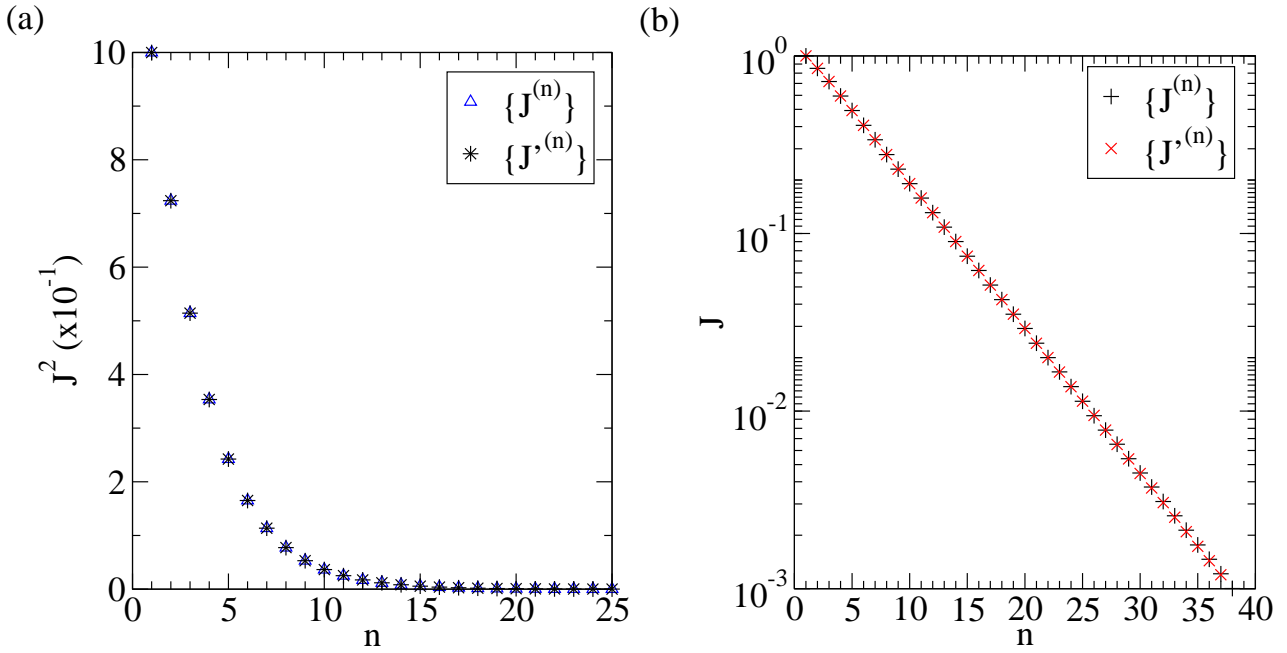 (a)
10
8
6
4
2
0
J² (x10⁻¹)
{J⁽ⁿ⁾}
{J’⁽ⁿ⁾}
0 5 10 15 20 25
n
(b)
10⁰
10⁻¹
10⁻²
10⁻³
J
{J⁽ⁿ⁾}
{J’⁽ⁿ⁾}
0 5 10 15 20 25 30 35 40
n